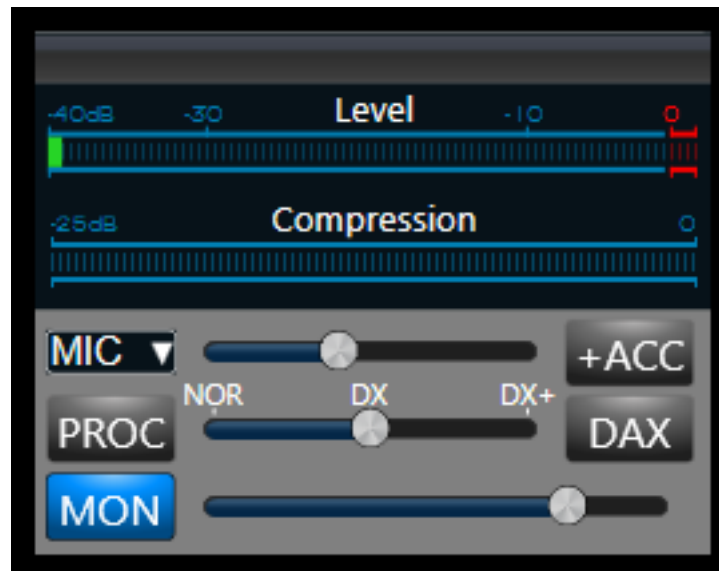 -40dB -30 Level -10 0
-25dB Compression 0
MIC ▼ +ACC
NOR DX DX+
PROC DAX
MON